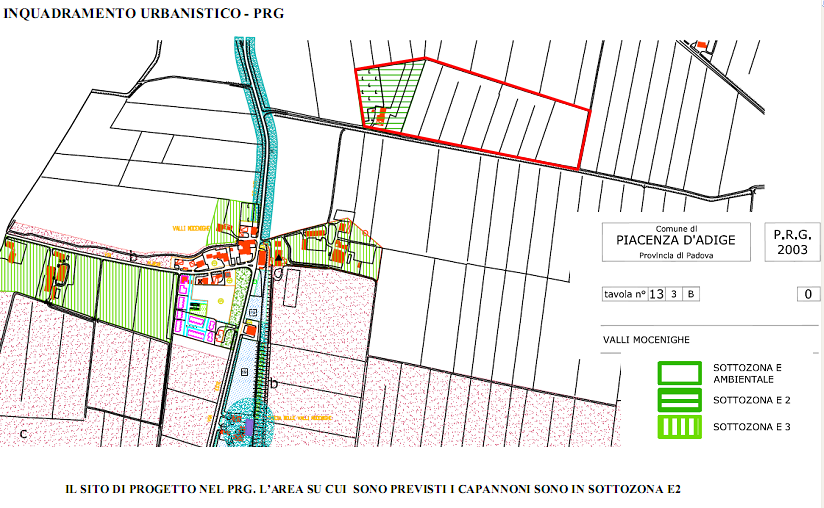 INQUADRAMENTO URBANISTICO - PRG
VALLI MOCENIGHE
b
g
b
c
Comune di
PIACENZA D'ADIGE
Provincia di Padova
P.R.G.
2003
tavola n° 13 3 B
0
VALLI MOCENIGHE
SOTTOZONA E
AMBIENTALE
SOTTOZONA E 2
SOTTOZONA E 3
IL SITO DI PROGETTO NEL PRG. L'AREA SU CUI SONO PREVISTI I CAPANNONI SONO IN SOTTOZONA E2